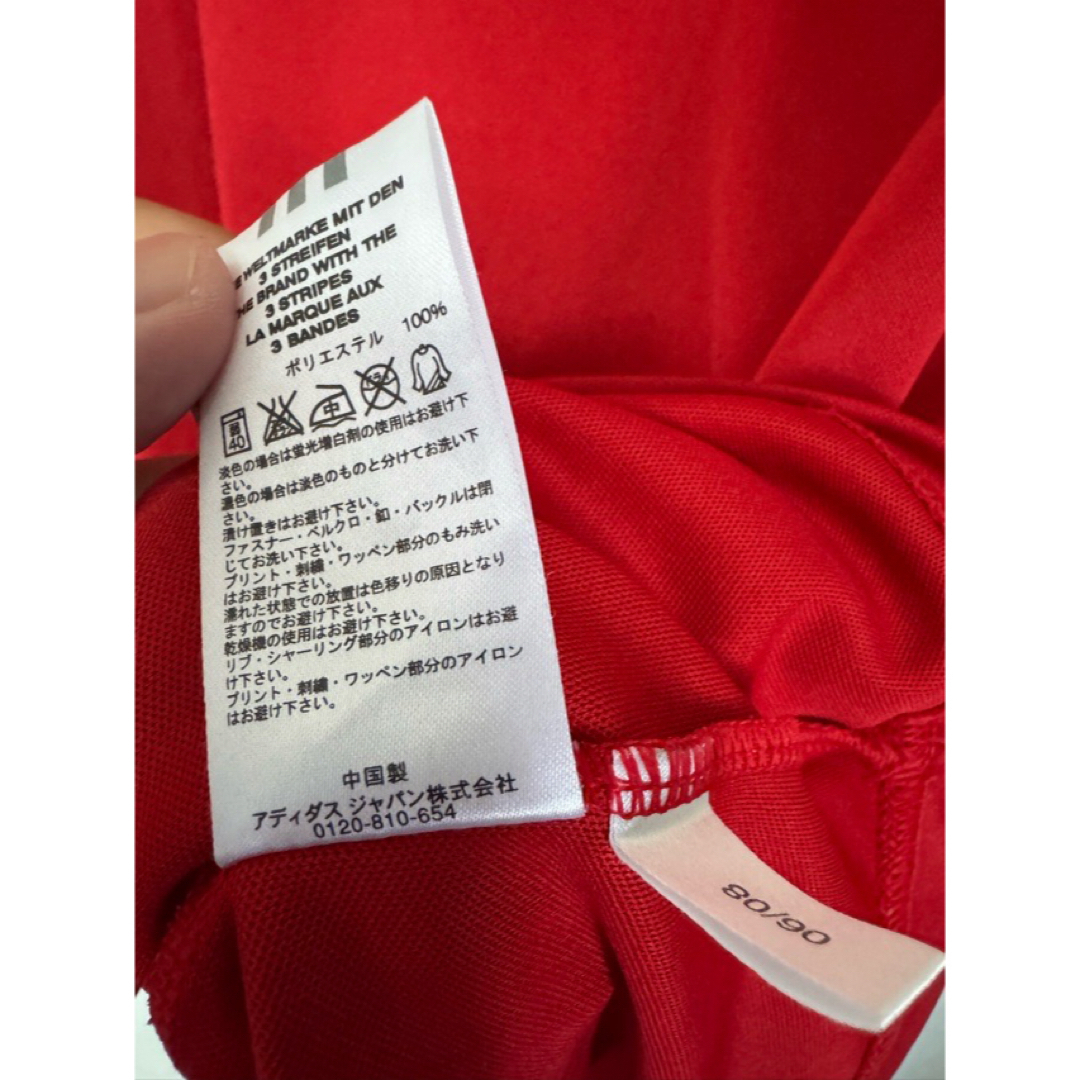 WELTMARKE MIT DEN
3 STREIFEN
BRAND WITH THE
3 STRIPES
LA MARQUE AUX
3 BANDES
ポリエステル 100%
40 中
淡色の場合は蛍光増白剤の使用はお避け下
さい。
濃色の場合は淡色のものと分けてお洗い下
さい。
漬け置きはお避け下さい。
ファスナー・ベルクロ・釦・バックルは閉
じてお洗い下さい。
プリント・刺繍・ワッペン部分のもみ洗い
はお避け下さい。
濡れた状態での放置は色移りの原因となり
ますのでお避け下さい。
乾燥機の使用はお避け下さい。
リブ・シャーリング部分のアイロンはお避
け下さい。
プリント・刺繍・ワッペン部分のアイロン
はお避け下さい。
中国製
アディダス ジャパン株式会社
0120-810-654
06/08